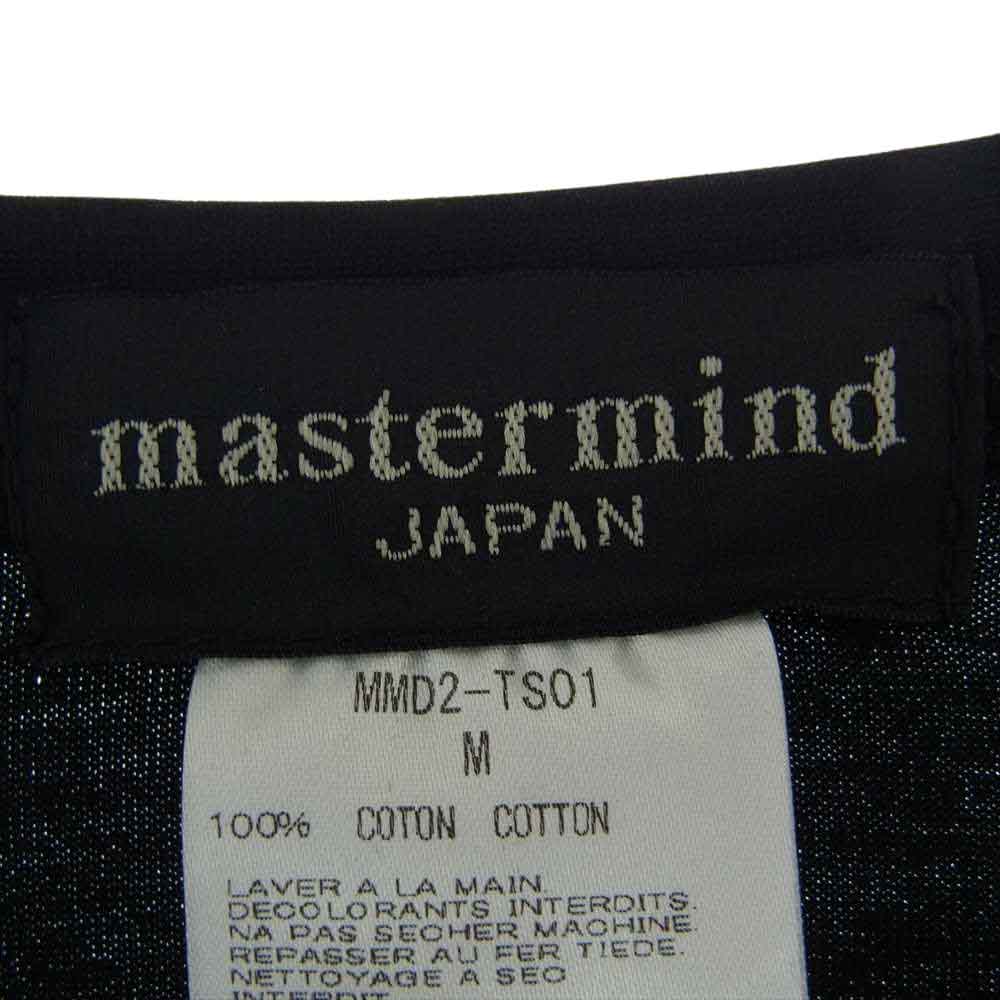 mastermind
JAPAN
MMD2-TS01
M
100% COTON COTTON
LAVER A LA MAIN.
DECOLORANTS INTERDITS.
NA PAS SECHER MACHINE.
REPASSER AU FER TIEDE.
NETTOYAGE A SEC
INTERDIT